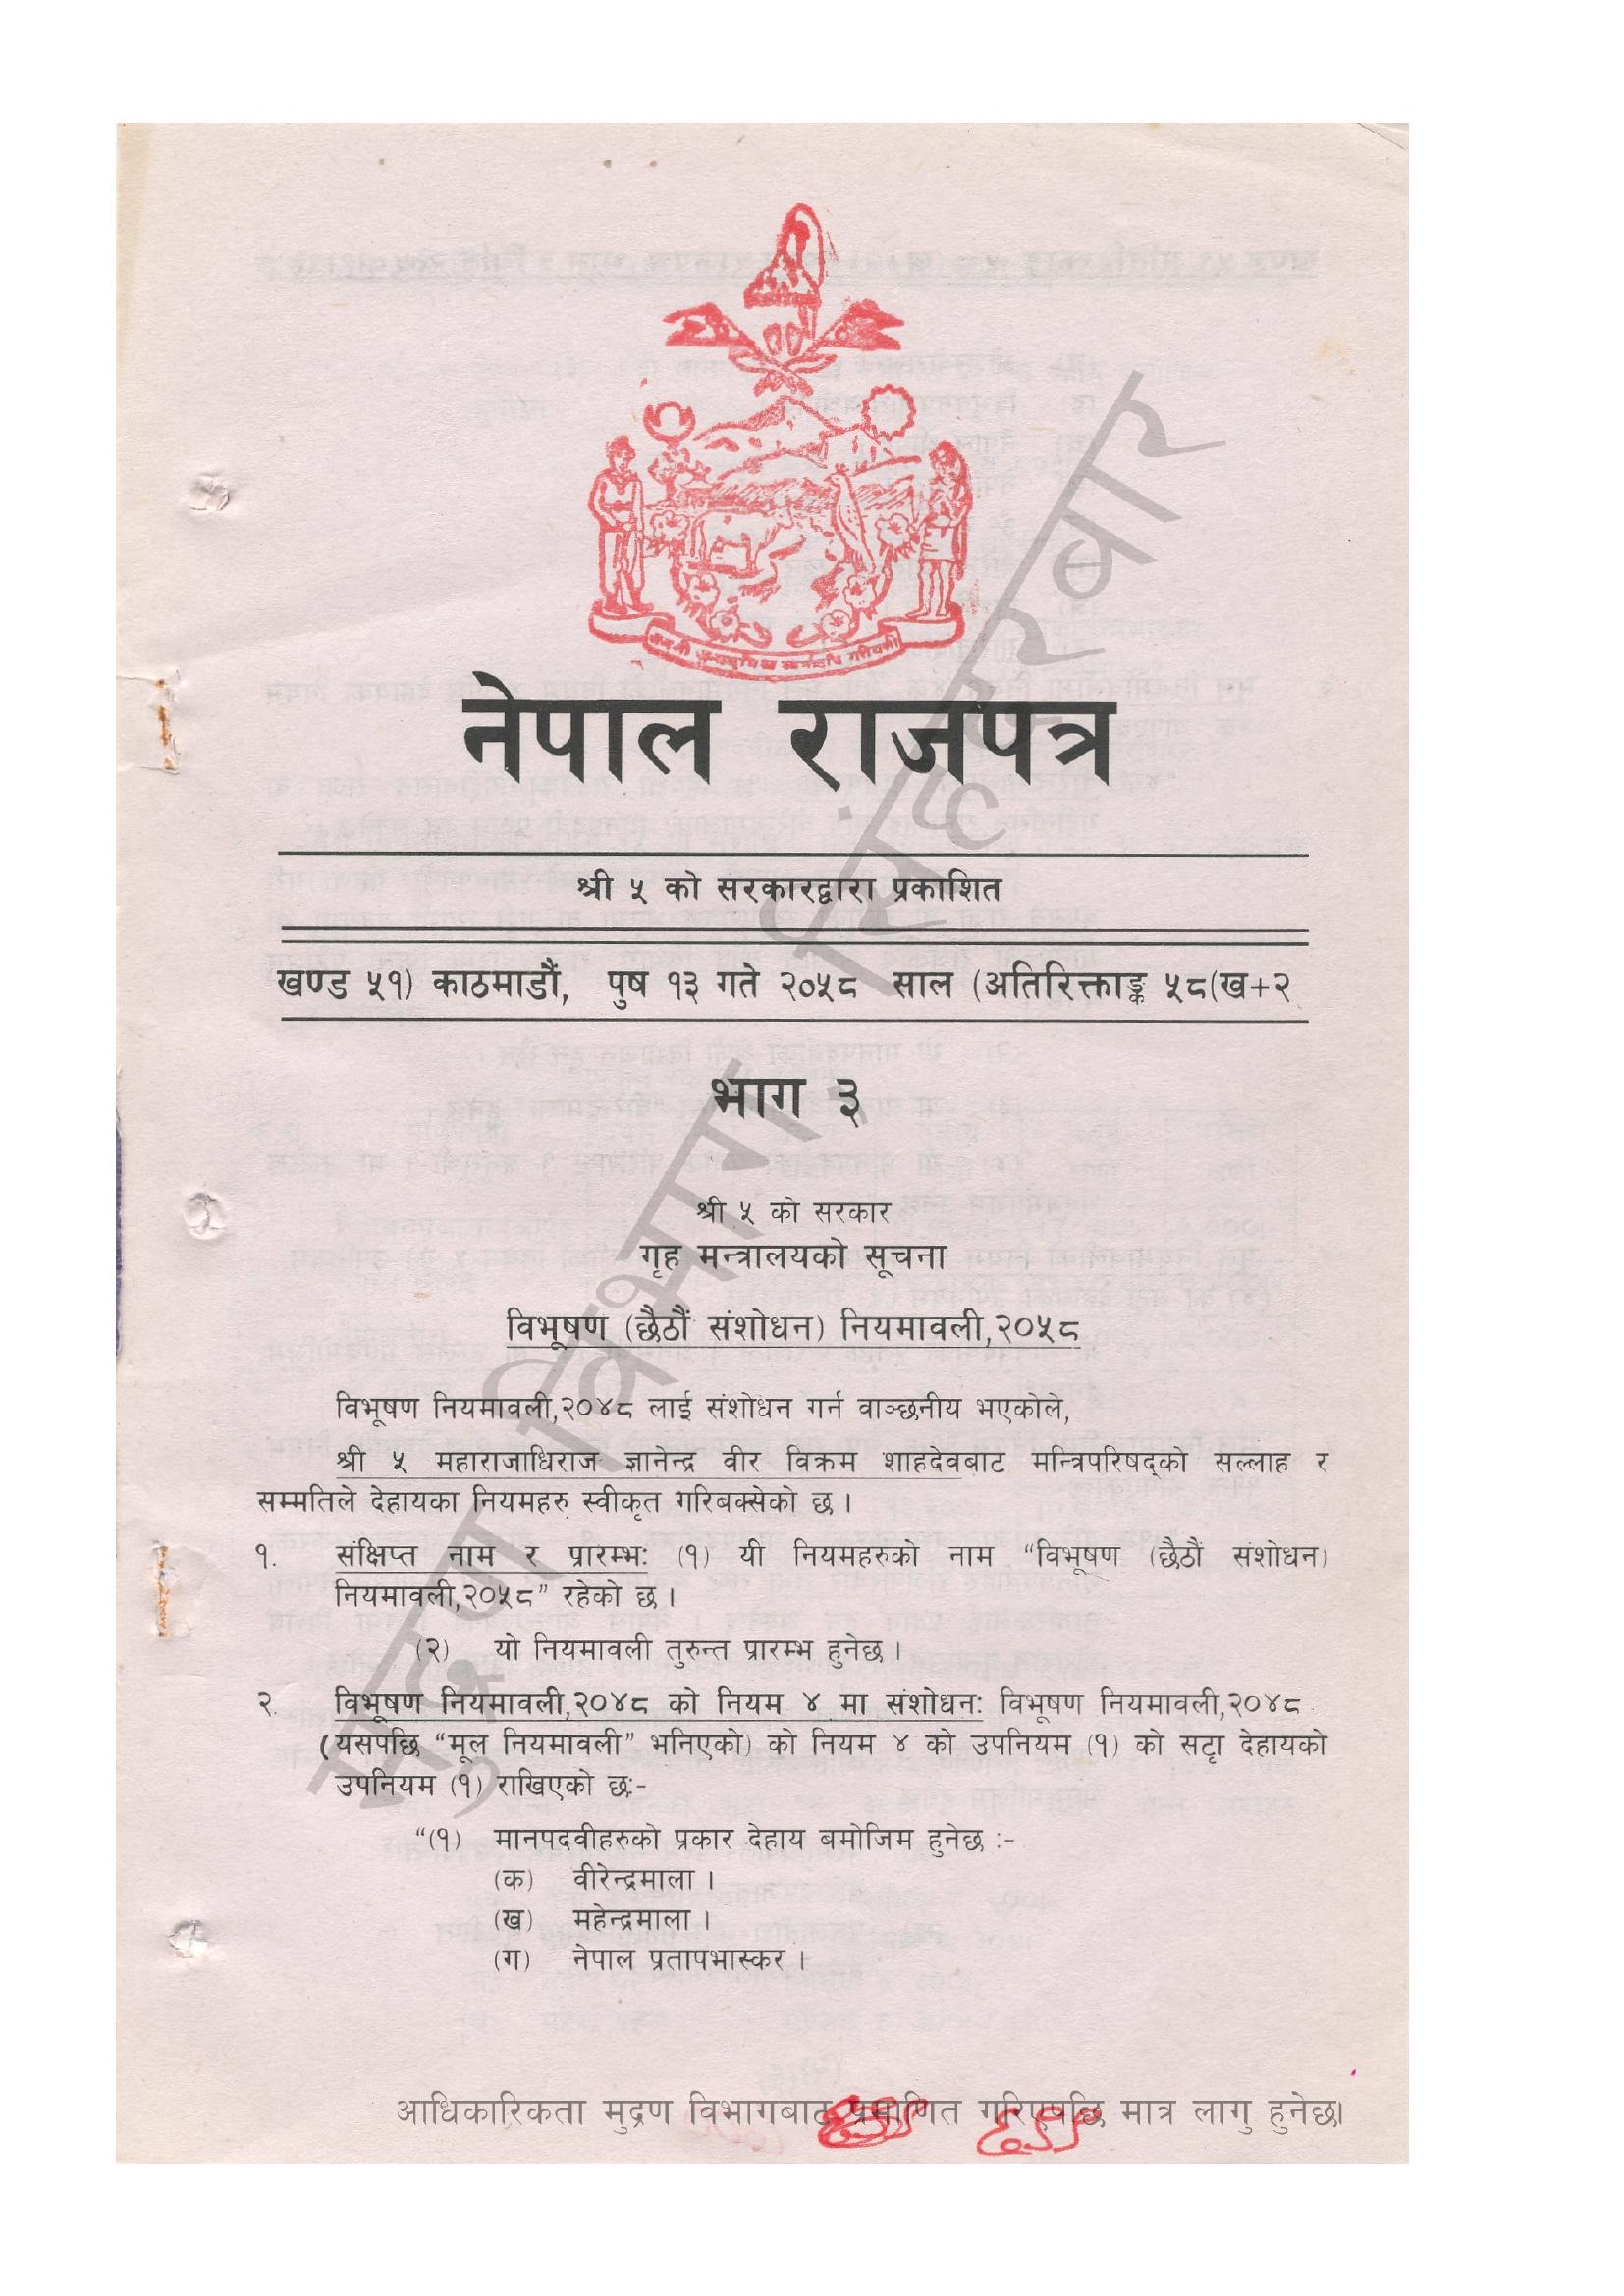 नेपाल राजपत्र
श्री ५ को सरकारद्वारा प्रकाशित
खण्ड ५१) काठमाडौं, पुष १३ गते २०५८ साल (अतिरिक्ताङ्क ५८(ख+२
भाग ३
श्री ५ को सरकार
गृह मन्त्रालयको सूचना
विभूषण (छैठौं संशोधन) नियमावली,२०५८
विभूषण नियमावली,२०४८ लाई संशोधन गर्न वाञ्छनीय भएकोले,
श्री ५ महाराजाधिराज ज्ञानेन्द्र वीर विक्रम शाहदेवबाट मन्त्रिपरिषद्को सल्लाह र
सम्मतिले देहायका नियमहरु स्वीकृत गरिबक्सेको छ ।
१. संक्षिप्त नाम र प्रारम्भः (१) यी नियमहरुको नाम “विभूषण (छैठौं संशोधन)
नियमावली,२०५८” रहेको छ ।
(२) यो नियमावली तुरुन्त प्रारम्भ हुनेछ ।
२. विभूषण नियमावली,२०४८ को नियम ४ मा संशोधनः विभूषण नियमावली,२०४८
(यसपछि “मूल नियमावली” भनिएको) को नियम ४ को उपनियम (१) को सट्टा देहायको
उपनियम (१) राखिएको छः-
“(१) मानपदवीहरुको प्रकार देहाय बमोजिम हुनेछ :-
(क) वीरेन्द्रमाला ।
(ख) महेन्द्रमाला ।
(ग) नेपाल प्रतापभास्कर ।
मुद्रण विभाग, सिंहदरवार
आधिकारिकता मुद्रण विभागबाट प्रमाणित गरिएपछि मात्र लागु हुनेछ।